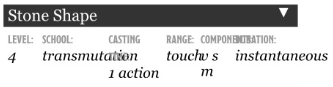 Stone Shape ▼
LEVEL: SCHOOL: CASTING TIME: RANGE: COMPONENTS: DURATION:
4 transmutation 1 action touch v s m instantaneous